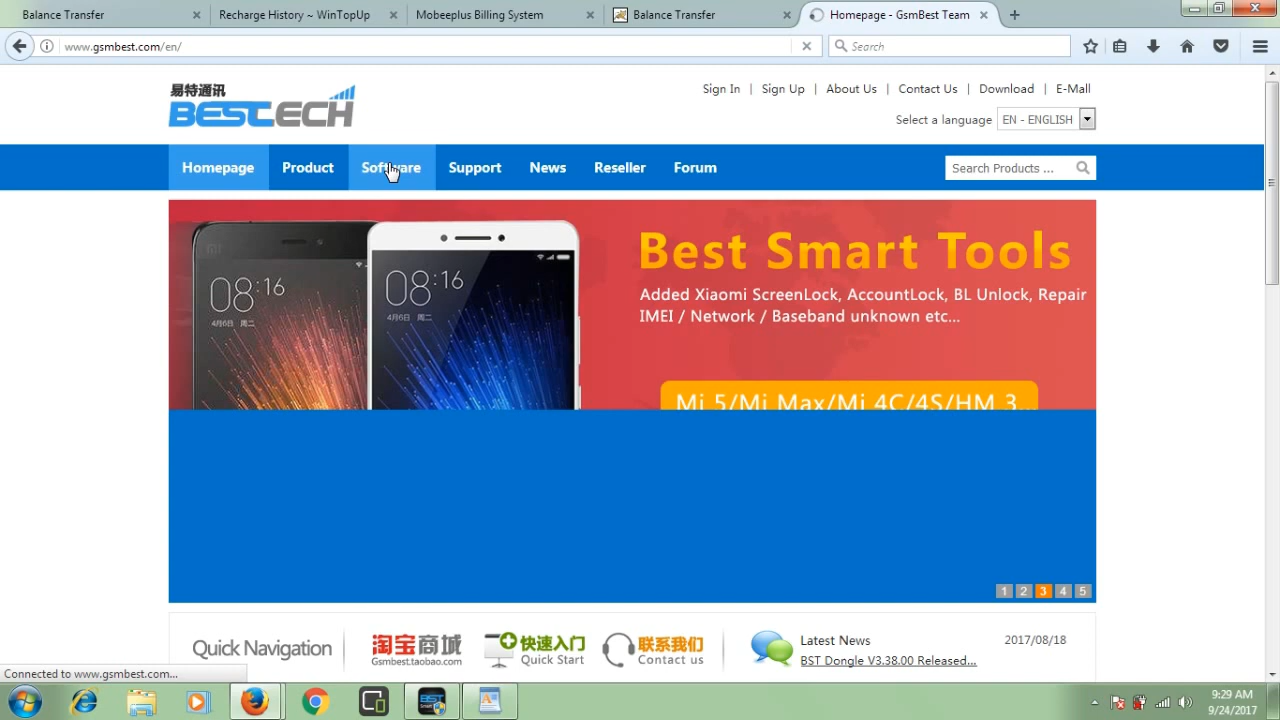 Balance Transfer
Recharge History ~ WinTopUp
Mobeeplus Billing System
Balance Transfer
Homepage - GsmBest Team
www.gsmbest.com/en/
Search
易特通讯
BESTECH
Sign In | Sign Up | About Us | Contact Us | Download | E-Mall
Select a language EN - ENGLISH
Homepage Product Software Support News Reseller Forum
Search Products ...
08:16
4月6日 周二
08:16
4月6日 周二
Best Smart Tools
Added Xiaomi ScreenLock, AccountLock, BL Unlock, Repair
IMEI / Network / Baseband unknown etc...
Mi 5/Mi Max/Mi 4C/4S/HM 3...
1 2 3 4 5
Quick Navigation
淘宝商城
Gsmbest.taobao.com
快速入门
Quick Start
联系我们
Contact us
Latest News 2017/08/18
BST Dongle V3.38.00 Released...
Connected to www.gsmbest.com...
BST
Smart
9:29 AM
9/24/2017